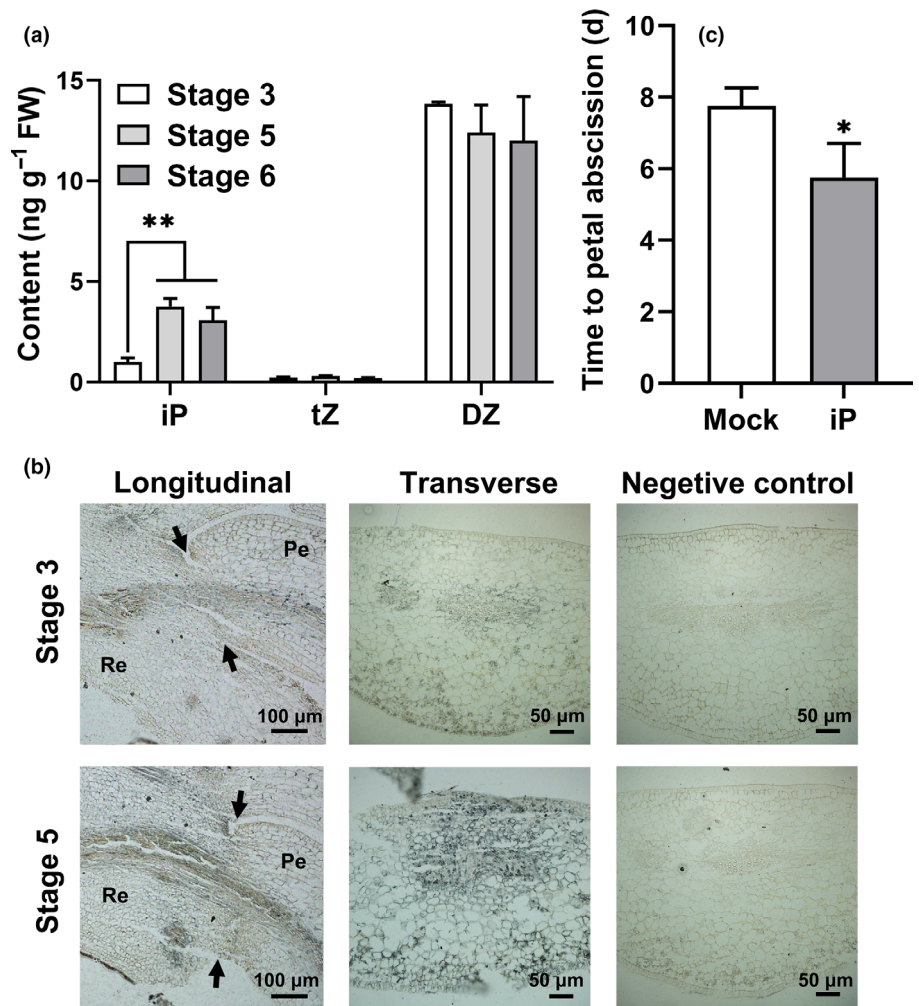 (a)
Content (ng g⁻¹ FW)
15
10
5
0
Stage 3
Stage 5
Stage 6
**
iP
tZ
DZ
(c)
Time to petal abscission (d)
10
8
6
4
2
0
*
Mock
iP
(b)
Longitudinal
Transverse
Negetive control
Stage 3
Pe
Re
100 µm
50 µm
50 µm
Stage 5
Pe
Re
100 µm
50 µm
50 µm